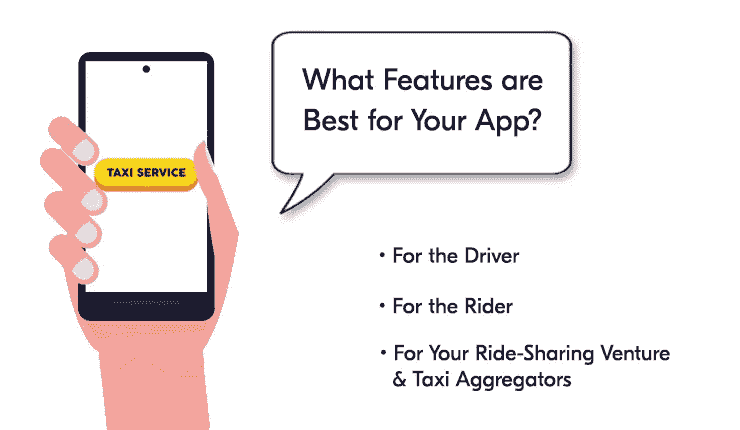 TAXI SERVICE
What Features are
Best for Your App?
• For the Driver
• For the Rider
• For Your Ride-Sharing Venture
& Taxi Aggregators